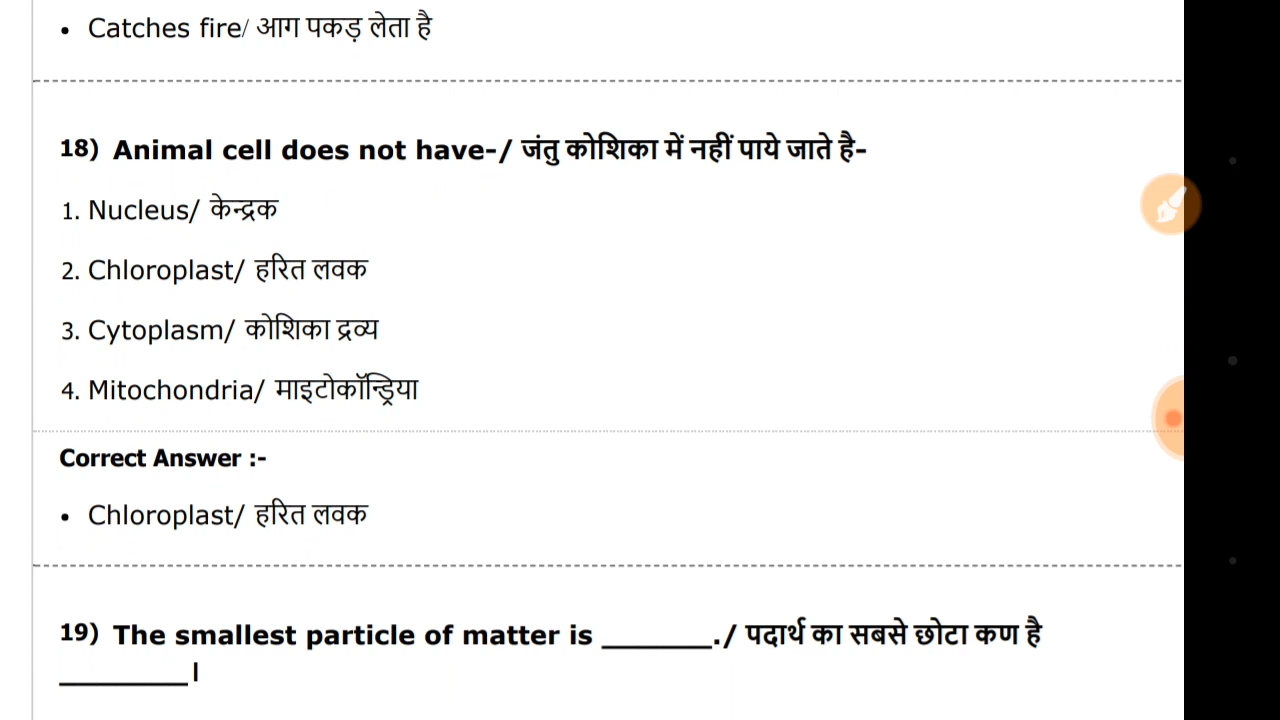 • Catches fire/ आग पकड़ लेता है
18) Animal cell does not have-/ जंतु कोशिका में नहीं पाये जाते है-
1. Nucleus/ केन्द्रक
2. Chloroplast/ हरित लवक
3. Cytoplasm/ कोशिका द्रव्य
4. Mitochondria/ माइटोकॉन्ड्रिया
Correct Answer :-
• Chloroplast/ हरित लवक
19) The smallest particle of matter is _______./ पदार्थ का सबसे छोटा कण है
________।